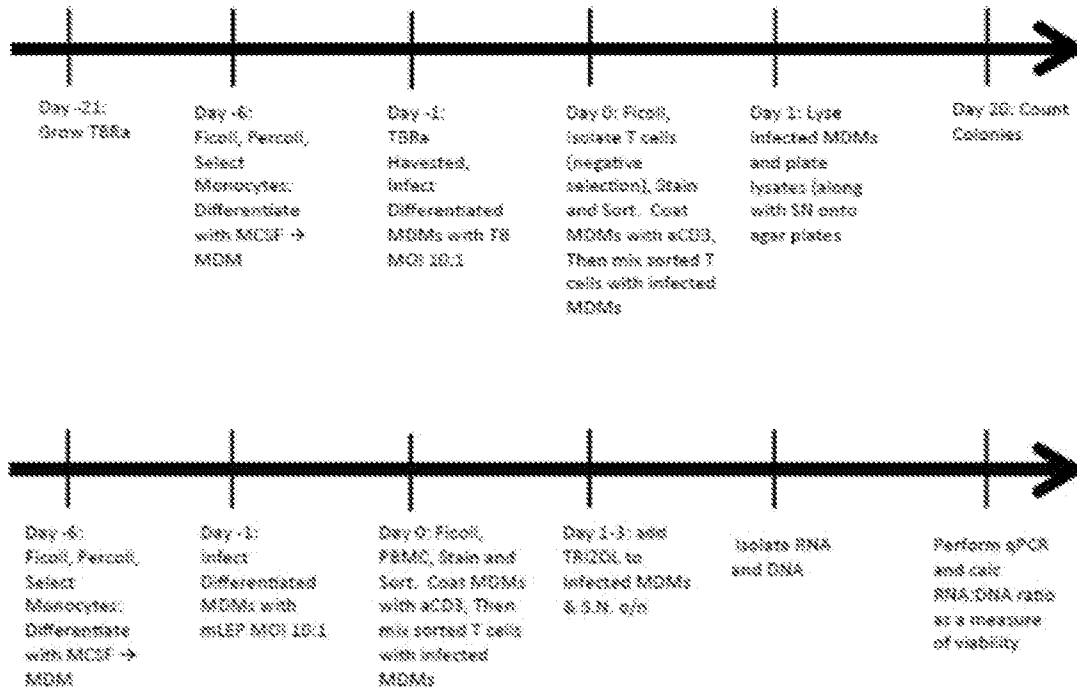 Day -21:
Grow TBRa
Day -6:
Ficoll, Percoll,
Select
Monocytes:
Differentiate
with MCSF →
MDM
Day -1:
TBRa
Havested,
Infect
Differentiated
MDMs with TB
MOI 10:1
Day 0: Ficoll,
Isolate T cells
(negative
selection), Stain
and Sort. Coat
MDMs with aCD3,
Then mix sorted T
cells with infected
MDMs
Day 1: Lyse
Infected MDMs
and plate
lysates (along
with SN onto
agar plates
Day 28: Count
Colonies
Day -6:
Ficoll, Percoll,
Select
Monocytes:
Differentiate
with MCSF →
MDM
Day -1:
Infect
Differentiated
MDMs with
mLEP MOI 10:1
Day 0: Ficoll,
PBMC, Stain and
Sort. Coat MDMs
with aCD3, Then
mix sorted T cells
with infected
MDMs
Day 1-3: add
TRIZOL to
infected MDMs
& S.N. o/n
Isolate RNA
and DNA
Perform qPCR
and calc
RNA:DNA ratio
as a measure
of viability